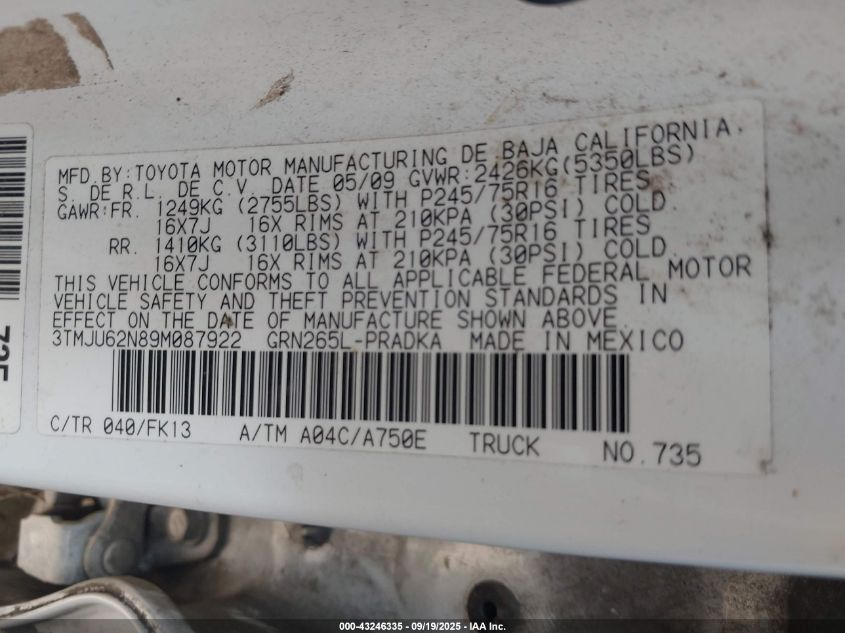 MFD.BY:TOYOTA MOTOR MANUFACTURING DE BAJA CALIFORNIA,
S. DE R.L. DE C.V. DATE 05/09 GVWR:2426KG(5350LBS)
GAWR:FR. 1249KG (2755LBS) WITH P245/75R16 TIRES
16X7J 16X RIMS AT 210KPA (30PSI) COLD.
RR. 1410KG (3110LBS) WITH P245/75R16 TIRES
16X7J 16X RIMS AT 210KPA (30PSI) COLD.
THIS VEHICLE CONFORMS TO ALL APPLICABLE FEDERAL MOTOR
VEHICLE SAFETY AND THEFT PREVENTION STANDARDS IN
EFFECT ON THE DATE OF MANUFACTURE SHOWN ABOVE.
3TMJU62N89M087922 GRN265L-PRADKA MADE IN MEXICO
C/TR 040/FK13 A/TM A04C/A750E TRUCK NO.735
735
000-43246335 - 09/19/2025 - IAA Inc.